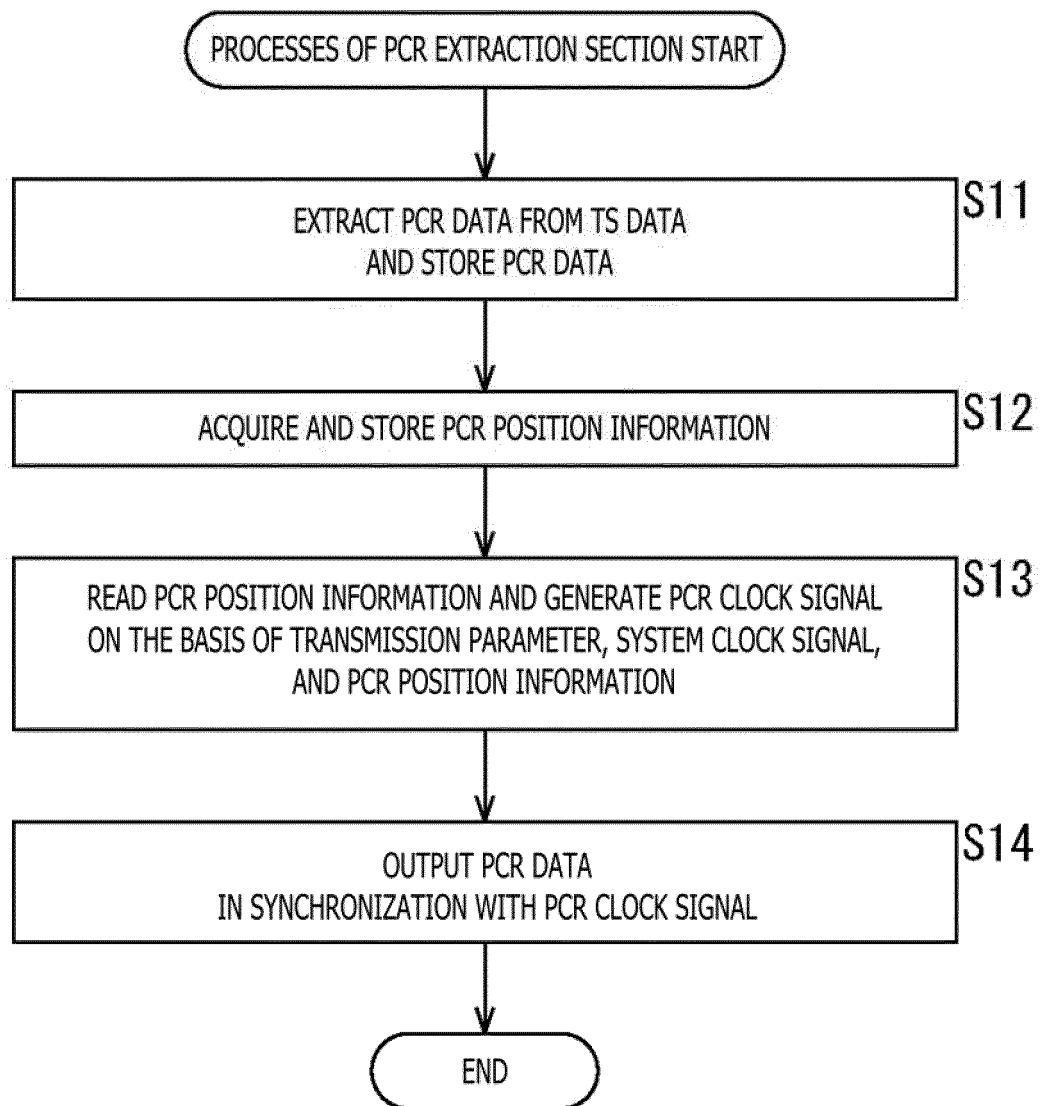 PROCESSES OF PCR EXTRACTION SECTION START
S11
EXTRACT PCR DATA FROM TS DATA
AND STORE PCR DATA
S12
ACQUIRE AND STORE PCR POSITION INFORMATION
S13
READ PCR POSITION INFORMATION AND GENERATE PCR CLOCK SIGNAL
ON THE BASIS OF TRANSMISSION PARAMETER, SYSTEM CLOCK SIGNAL,
AND PCR POSITION INFORMATION
S14
OUTPUT PCR DATA
IN SYNCHRONIZATION WITH PCR CLOCK SIGNAL
END